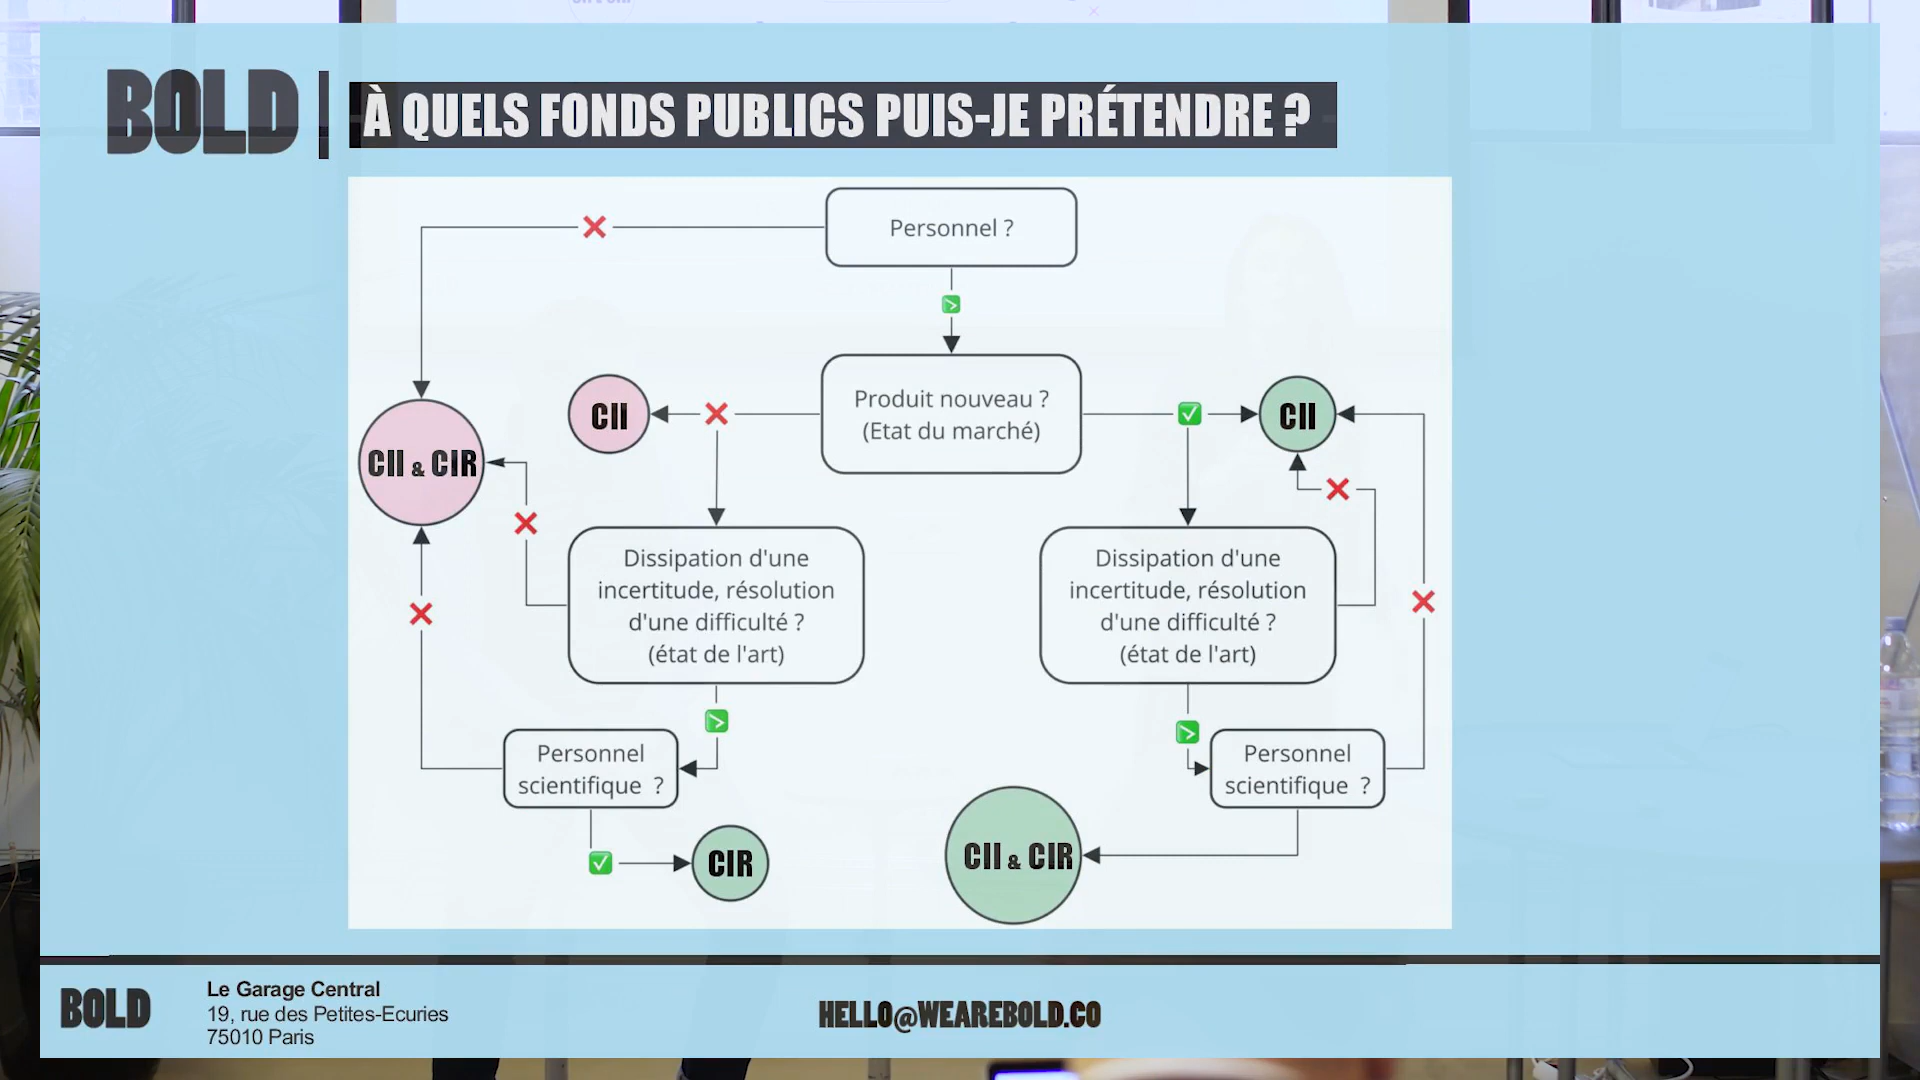 BOLD
À QUELS FONDS PUBLICS PUIS-JE PRÉTENDRE ?
Personnel ?
CII
Produit nouveau ?
(Etat du marché)
CII
CII & CIR
Dissipation d'une
incertitude, résolution
d'une difficulté ?
(état de l'art)
Dissipation d'une
incertitude, résolution
d'une difficulté ?
(état de l'art)
Personnel
scientifique ?
Personnel
scientifique ?
CIR
CII & CIR
BOLD
Le Garage Central
19, rue des Petites-Ecuries
75010 Paris
HELLO@WEAREBOLD.CO